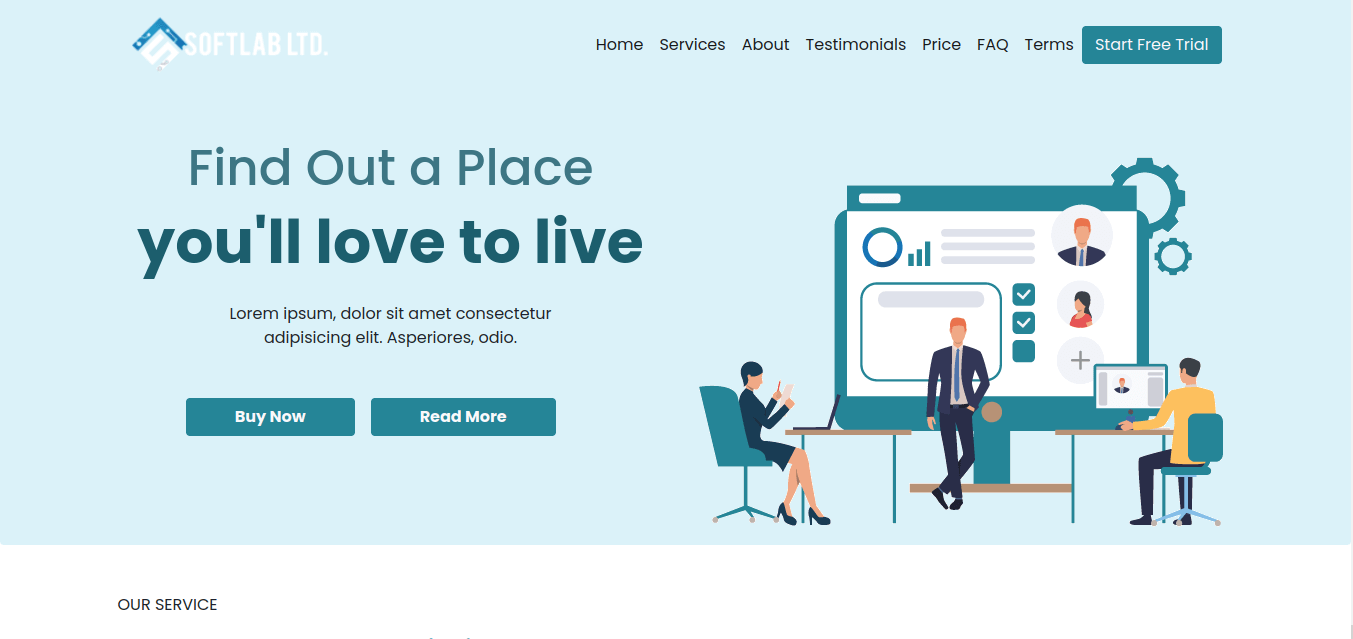 SOFTLAB LTD.
Home Services About Testimonials Price FAQ Terms Start Free Trial
Find Out a Place
you'll love to live
Lorem ipsum, dolor sit amet consectetur
adipisicing elit. Asperiores, odio.
Buy Now Read More
OUR SERVICE